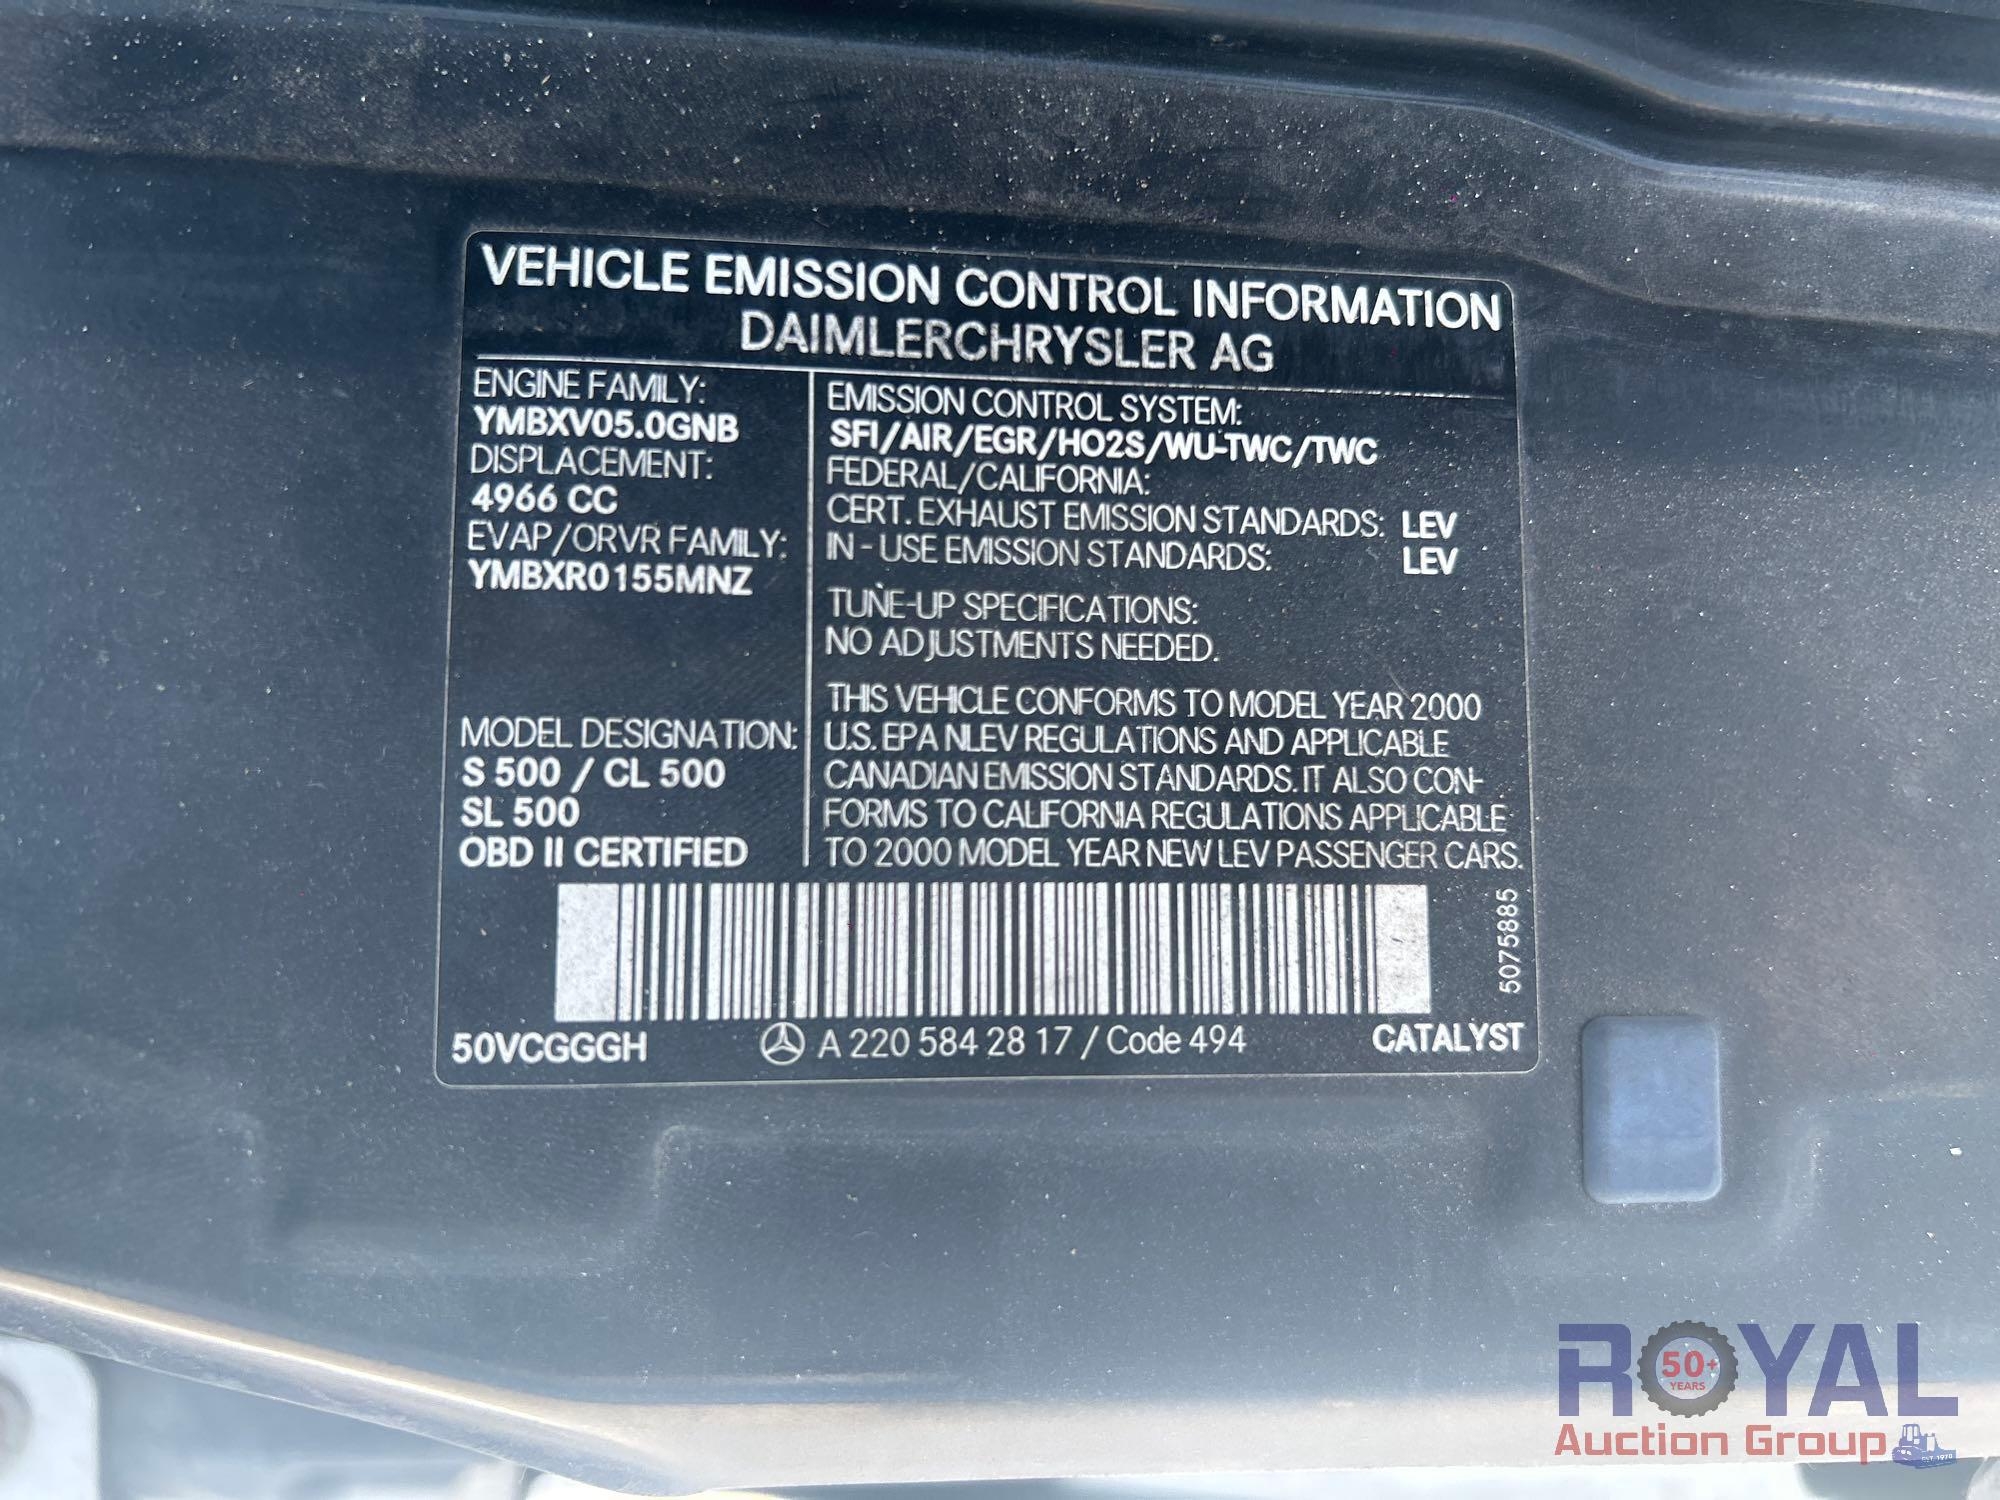 VEHICLE EMISSION CONTROL INFORMATION
DAIMLERCHRYSLER AG
ENGINE FAMILY:
YMBXV05.0GNB
DISPLACEMENT:
4966 CC
EVAP/ORVR FAMILY:
YMBXR0155MNZ
MODEL DESIGNATION:
S 500 / CL 500
SL 500
OBD II CERTIFIED
EMISSION CONTROL SYSTEM:
SFI/AIR/EGR/HO2S/WU-TWC/TWC
FEDERAL/CALIFORNIA:
CERT. EXHAUST EMISSION STANDARDS: LEV
IN-USE EMISSION STANDARDS: LEV
TUNE-UP SPECIFICATIONS:
NO ADJUSTMENTS NEEDED.
THIS VEHICLE CONFORMS TO MODEL YEAR 2000
U.S. EPA NLEV REGULATIONS AND APPLICABLE
CANADIAN EMISSION STANDARDS. IT ALSO CON-
FORMS TO CALIFORNIA REGULATIONS APPLICABLE
TO 2000 MODEL YEAR NEW LEV PASSENGER CARS.
5075885
50VCGGGH
A 220 584 28 17 / Code 494
CATALYST
ROYAL
50+
YEARS
Auction Group
EST. 1970